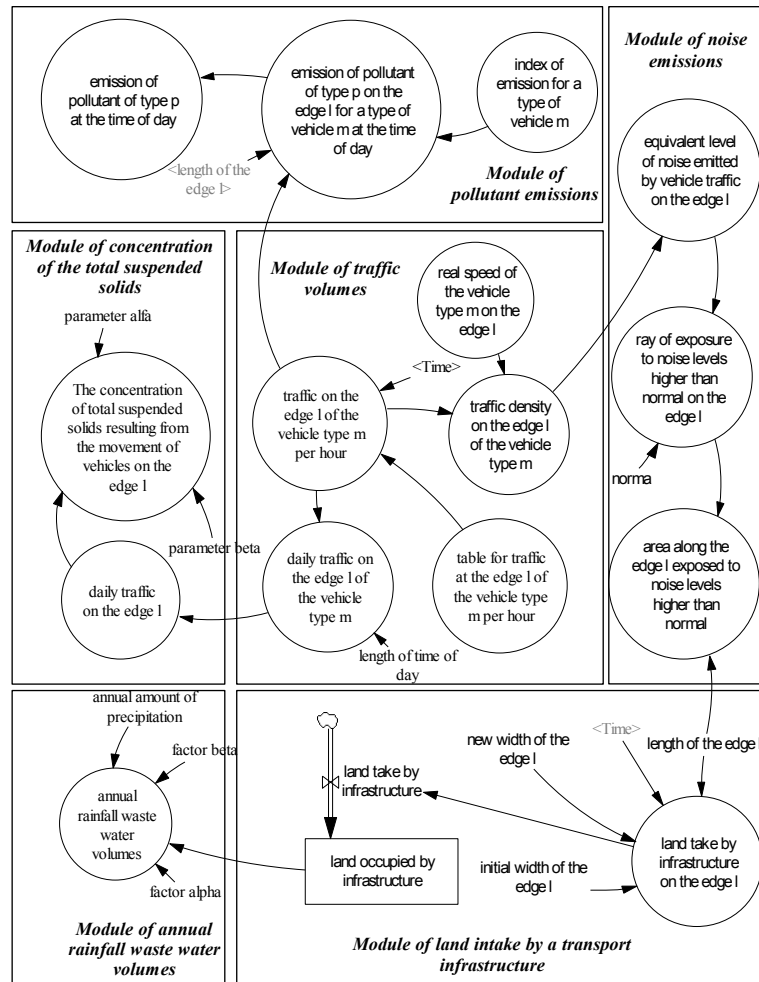 emission of
pollutant of type p
at the time of day
emission of pollutant
of type p on the
edge l for a type of
vehicle m at the time
of day
index of
emission for a
type of
vehicle m
<length of the
edge l>
Module of
pollutant emissions
Module of noise
emissions
equivalent level
of noise emitted
by vehicle traffic
on the edge l
ray of exposure
to noise levels
higher than
normal on the
edge l
norma
area along the
edge l exposed to
noise levels
higher than
normal
Module of concentration
of the total suspended
solids
parameter alfa
The concentration
of total suspended
solids resulting from
the movement of
vehicles on the
edge l
parameter beta
daily traffic
on the edge l
Module of traffic
volumes
real speed of
the vehicle
type m on the
edge l
<Time>
traffic on the
edge l of the
vehicle type m
per hour
traffic density
on the edge l
of the vehicle
type m
daily traffic on
the edge l of
the vehicle
type m
table for traffic
at the edge l of
the vehicle type
m per hour
length of time of
day
annual amount of
precipitation
factor beta
annual
rainfall waste
water
volumes
factor alpha
Module of annual
rainfall waste water
volumes
land take by
infrastructure
land occupied by
infrastructure
new width of the
edge l
<Time>
length of the edge l
initial width of the
edge l
land take by
infrastructure
on the edge l
Module of land intake by a transport
infrastructure